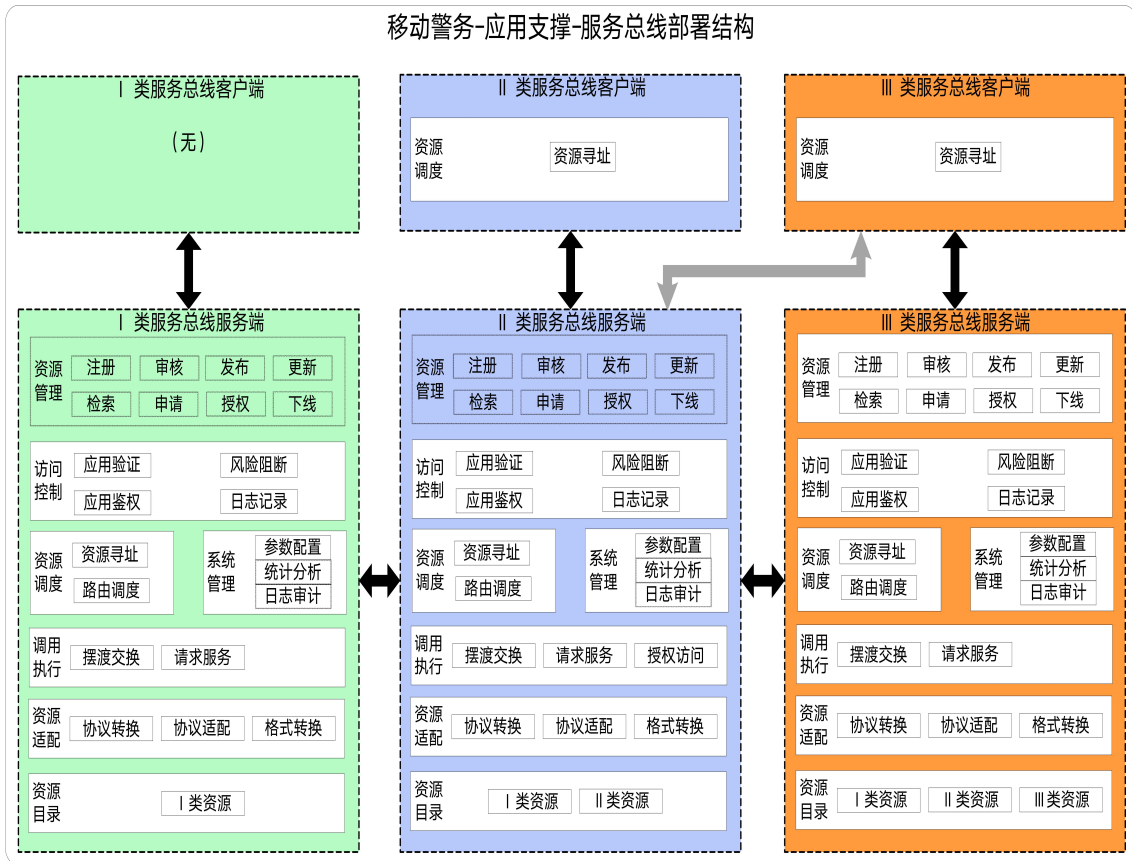 移动警务-应用支撑-服务总线部署结构
Ⅰ 类服务总线客户端
（无）
Ⅱ 类服务总线客户端
资源
调度
资源寻址
Ⅲ 类服务总线客户端
资源
调度
资源寻址
Ⅰ 类服务总线服务端
资源
管理
注册 审核 发布 更新
检索 申请 授权 下线
访问
控制
应用验证 风险阻断
应用鉴权 日志记录
资源
调度
资源寻址
路由调度
系统
管理
参数配置
统计分析
日志审计
调用
执行
摆渡交换 请求服务
资源
适配
协议转换 协议适配 格式转换
资源
目录
Ⅰ类资源
Ⅱ 类服务总线服务端
资源
管理
注册 审核 发布 更新
检索 申请 授权 下线
访问
控制
应用验证 风险阻断
应用鉴权 日志记录
资源
调度
资源寻址
路由调度
系统
管理
参数配置
统计分析
日志审计
调用
执行
摆渡交换 请求服务 授权访问
资源
适配
协议转换 协议适配 格式转换
资源
目录
Ⅰ类资源 Ⅱ类资源
Ⅲ 类服务总线服务端
资源
管理
注册 审核 发布 更新
检索 申请 授权 下线
访问
控制
应用验证 风险阻断
应用鉴权 日志记录
资源
调度
资源寻址
路由调度
系统
管理
参数配置
统计分析
日志审计
调用
执行
摆渡交换 请求服务
资源
适配
协议转换 协议适配 格式转换
资源
目录
Ⅰ类资源 Ⅱ类资源 Ⅲ类资源